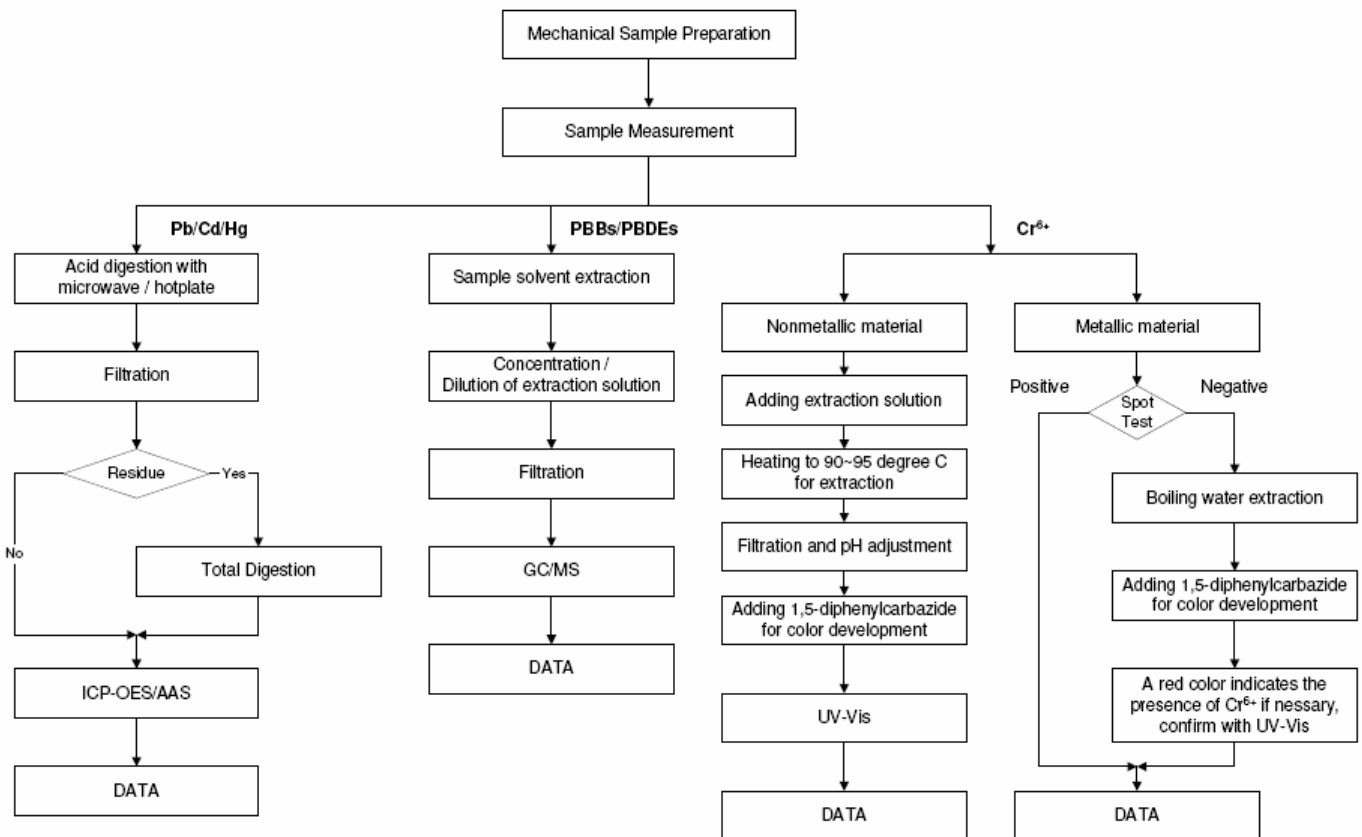 Mechanical Sample Preparation
Sample Measurement
Pb/Cd/Hg
Acid digestion with
microwave / hotplate
Filtration
Residue
Yes
No
Total Digestion
ICP-OES/AAS
DATA
PBBs/PBDEs
Sample solvent extraction
Concentration /
Dilution of extraction solution
Filtration
GC/MS
DATA
Cr⁶⁺
Nonmetallic material
Adding extraction solution
Heating to 90~95 degree C
for extraction
Filtration and pH adjustment
Adding 1,5-diphenylcarbazide
for color development
UV-Vis
DATA
Metallic material
Positive
Negative
Spot
Test
Boiling water extraction
Adding 1,5-diphenylcarbazide
for color development
A red color indicates the
presence of Cr⁶⁺ if nessary,
confirm with UV-Vis
DATA